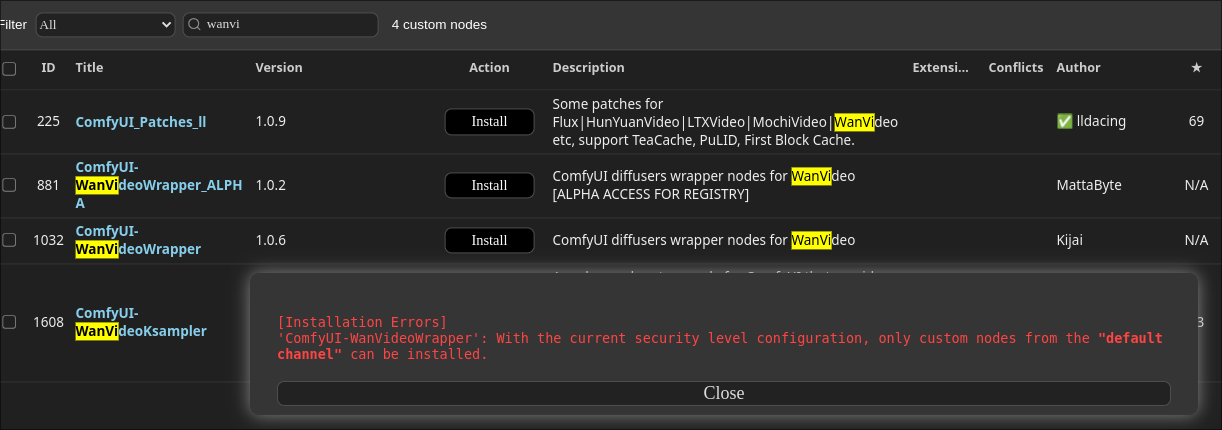 Filter All wanvi 4 custom nodes
ID Title Version Action Description Extensi... Conflicts Author ★
Some patches for
225 ComfyUI_Patches_ll 1.0.9 Install Flux|HunYuanVideo|LTXVideo|MochiVideo|WanVideo ✅ lldacing 69
etc, support TeaCache, PuLID, First Block Cache.
ComfyUI-
881 WanVideoWrapper_ALPH 1.0.2 Install ComfyUI diffusers wrapper nodes for WanVideo MattaByte N/A
A [ALPHA ACCESS FOR REGISTRY]
ComfyUI-
1032 WanVideoWrapper 1.0.6 Install ComfyUI diffusers wrapper nodes for WanVideo Kijai N/A
ComfyUI-
1608 WanVideoKsampler 3
[Installation Errors]
'ComfyUI-WanVideoWrapper': With the current security level configuration, only custom nodes from the "default
channel" can be installed.
Close